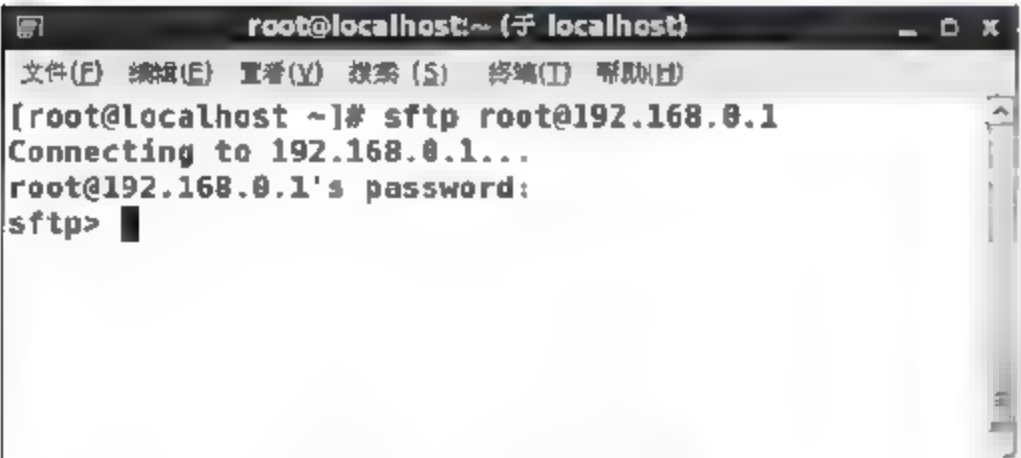 root@localhost:~ (于 localhost)
文件(F) 编辑(E) 查看(V) 搜索 (S) 终端(T) 帮助(H)
[root@localhost ~]# sftp root@192.168.0.1
Connecting to 192.168.0.1...
root@192.168.0.1's password:
sftp>